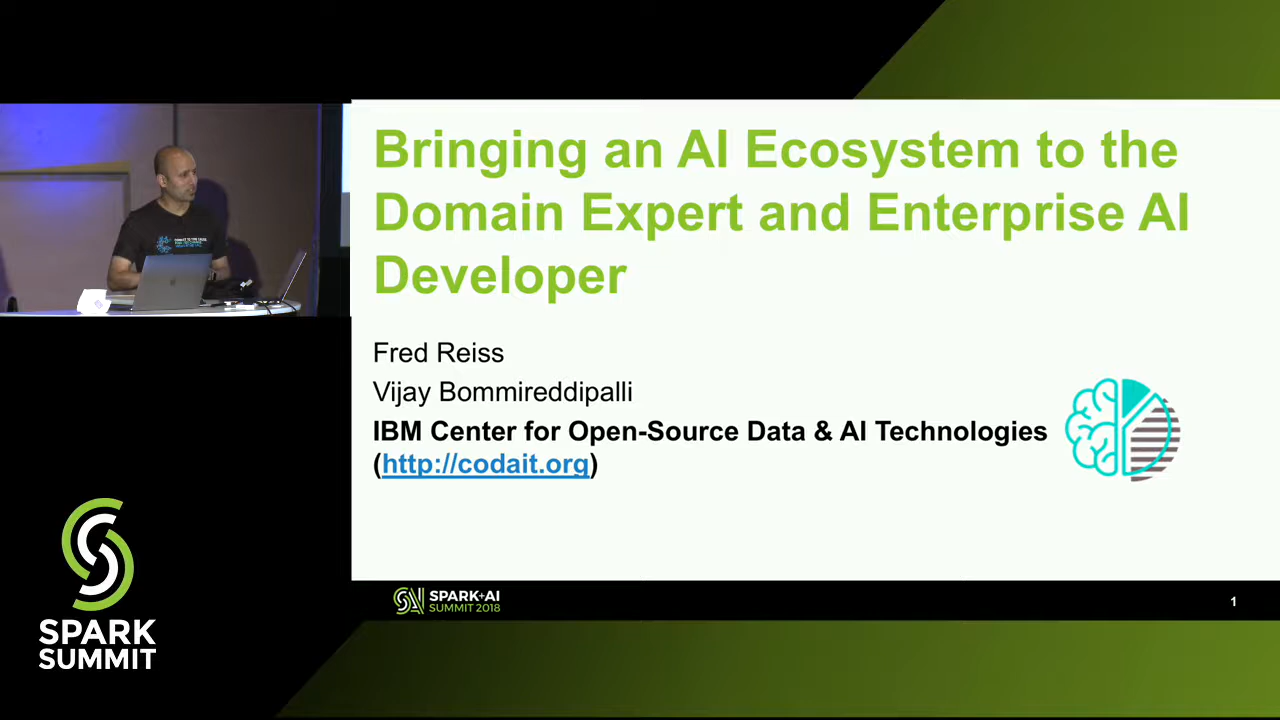 Bringing an AI Ecosystem to the
Domain Expert and Enterprise AI
Developer
Fred Reiss
Vijay Bommireddipalli
IBM Center for Open-Source Data & AI Technologies
(http://codait.org)
SPARK+AI
SUMMIT 2018
1
SPARK
SUMMIT